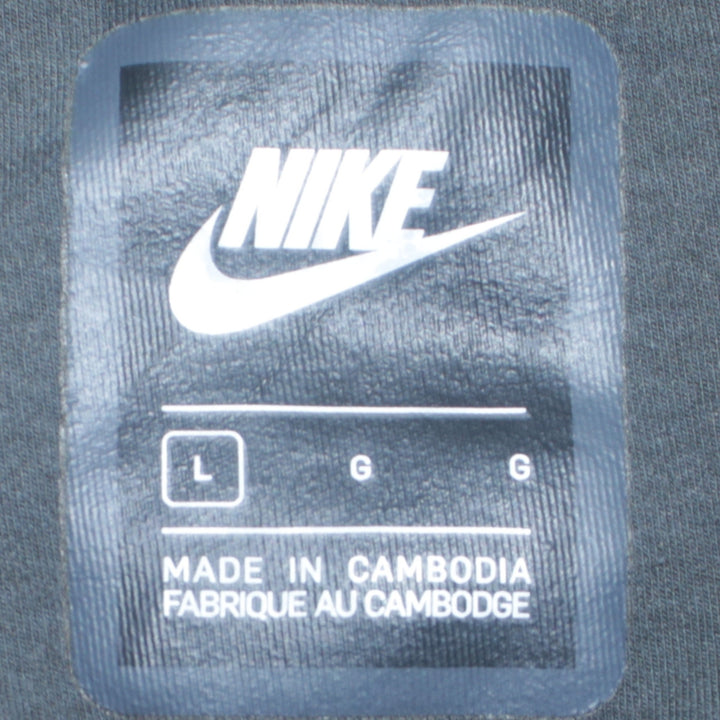 NIKE
L G G
MADE IN CAMBODIA
FABRIQUE AU CAMBODGE